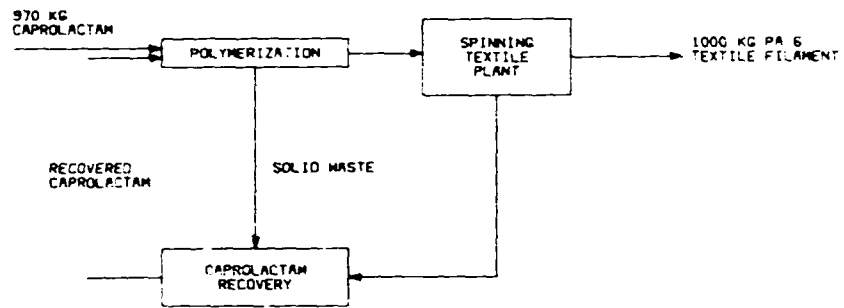 970 KG
CAPROLACTAM
POLYMERIZATION
SPINNING
TEXTILE
PLANT
1000 KG PA 6
TEXTILE FILAMENT
RECOVERED
CAPROLACTAM
SOLID WASTE
CAPROLACTAM
RECOVERY